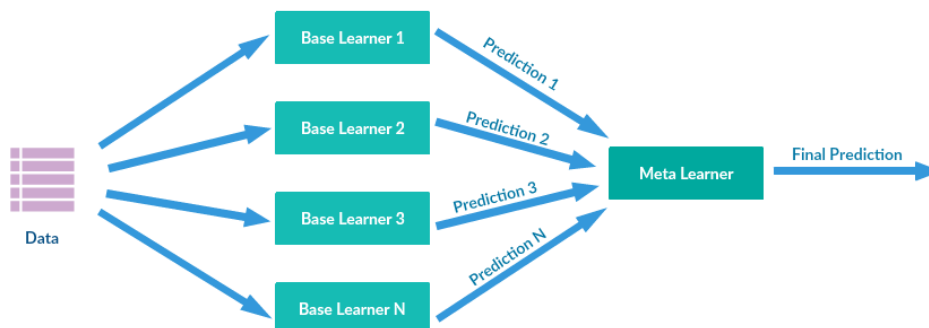 Base Learner 1
Prediction 1
Base Learner 2
Prediction 2
Meta Learner
Final Prediction
Base Learner 3
Prediction 3
Data
Base Learner N
Prediction N